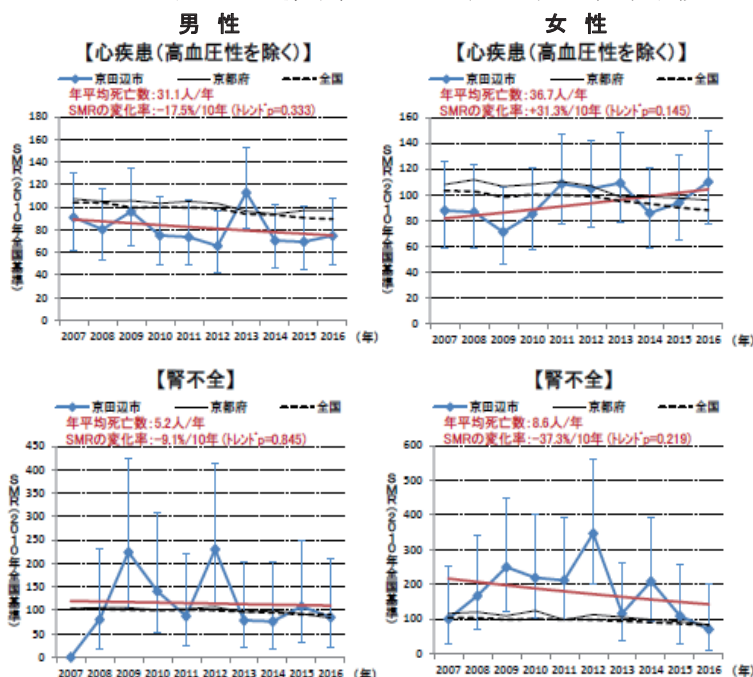 男 性
【心疾患(高血圧性を除く)】
京田辺市 京都府 全国
年平均死亡数:31.1人/年
SMRの変化率:-17.5%/10年 (トレンドp=0.333)
SMR(2010年全国基準)
180
160
140
120
100
80
60
40
20
0
2007 2008 2009 2010 2011 2012 2013 2014 2015 2016 (年)
女 性
【心疾患(高血圧性を除く)】
京田辺市 京都府 全国
年平均死亡数:36.7人/年
SMRの変化率:+31.3%/10年 (トレンドp=0.145)
SMR(2010年全国基準)
160
140
120
100
80
60
40
20
0
2007 2008 2009 2010 2011 2012 2013 2014 2015 2016 (年)
【腎不全】
京田辺市 京都府 全国
年平均死亡数:5.2人/年
SMRの変化率:-9.1%/10年 (トレンドp=0.845)
SMR(2010年全国基準)
450
400
350
300
250
200
150
100
50
0
2007 2008 2009 2010 2011 2012 2013 2014 2015 2016 (年)
【腎不全】
京田辺市 京都府 全国
年平均死亡数:8.6人/年
SMRの変化率:-37.3%/10年 (トレンドp=0.219)
SMR(2010年全国基準)
600
500
400
300
200
100
0
2007 2008 2009 2010 2011 2012 2013 2014 2015 2016 (年)